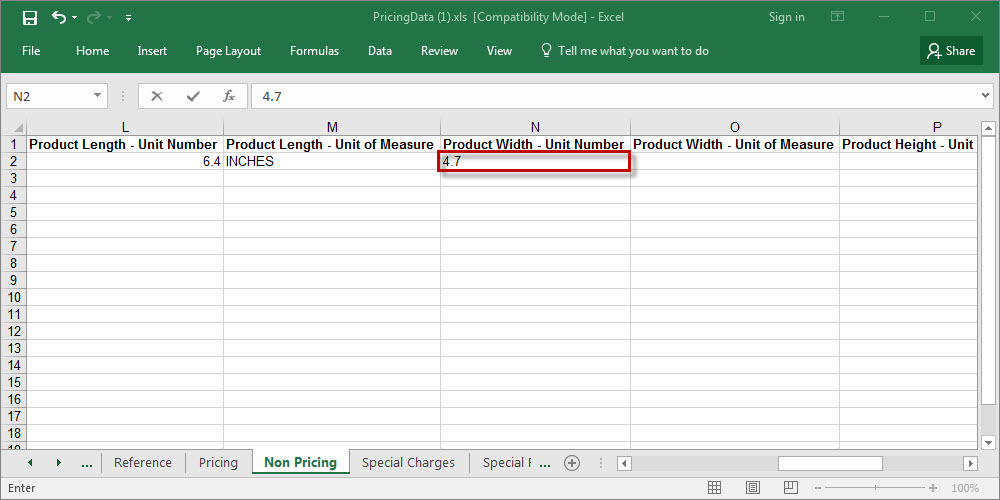 PricingData (1).xls [Compatibility Mode] - Excel
Sign in
File Home Insert Page Layout Formulas Data Review View Tell me what you want to do Share
N2 fx 4.7
L M N O P
1 Product Length - Unit Number Product Length - Unit of Measure Product Width - Unit Number Product Width - Unit of Measure Product Height - Unit
2 6.4 INCHES 4.7
3
4
5
6
7
8
9
10
11
12
13
14
15
16
17
18
... Reference Pricing Non Pricing Special Charges Special ...
Enter 100%